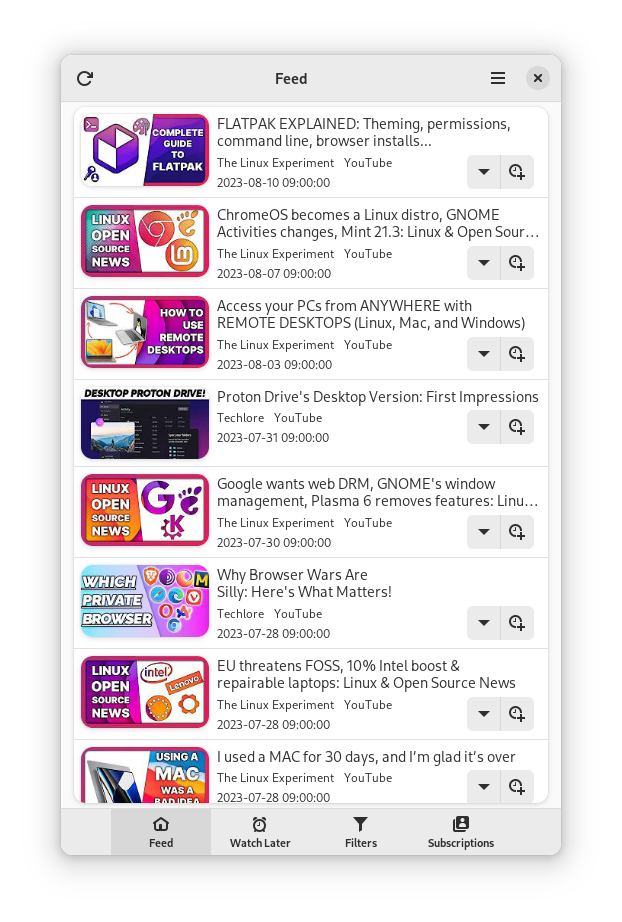 Feed
COMPLETE
GUIDE
TO
FLATPAK
FLATPAK EXPLAINED: Theming, permissions,
command line, browser installs...
The Linux Experiment YouTube
2023-08-10 09:00:00
LINUX
OPEN
SOURCE
NEWS
ChromeOS becomes a Linux distro, GNOME
Activities changes, Mint 21.3: Linux & Open Sour…
The Linux Experiment YouTube
2023-08-07 09:00:00
HOW TO
USE
REMOTE
DESKTOPS
Access your PCs from ANYWHERE with
REMOTE DESKTOPS (Linux, Mac, and Windows)
The Linux Experiment YouTube
2023-08-03 09:00:00
DESKTOP PROTON DRIVE!
Proton Drive's Desktop Version: First Impressions
Techlore YouTube
2023-07-31 09:00:00
LINUX
OPEN
SOURCE
NEWS
G
K
Google wants web DRM, GNOME's window
management, Plasma 6 removes features: Linu…
The Linux Experiment YouTube
2023-07-30 09:00:00
WHICH
PRIVATE
BROWSER
M
Why Browser Wars Are
Silly: Here's What Matters!
Techlore YouTube
2023-07-28 09:00:00
LINUX
OPEN
SOURCE
NEWS
intel
Lenovo
EU threatens FOSS, 10% Intel boost &
repairable laptops: Linux & Open Source News
The Linux Experiment YouTube
2023-07-28 09:00:00
USING A
MAC
WAS A
BAD IDEA
I used a MAC for 30 days, and I'm glad it's over
The Linux Experiment YouTube
2023-07-28 09:00:00
Feed Watch Later Filters Subscriptions